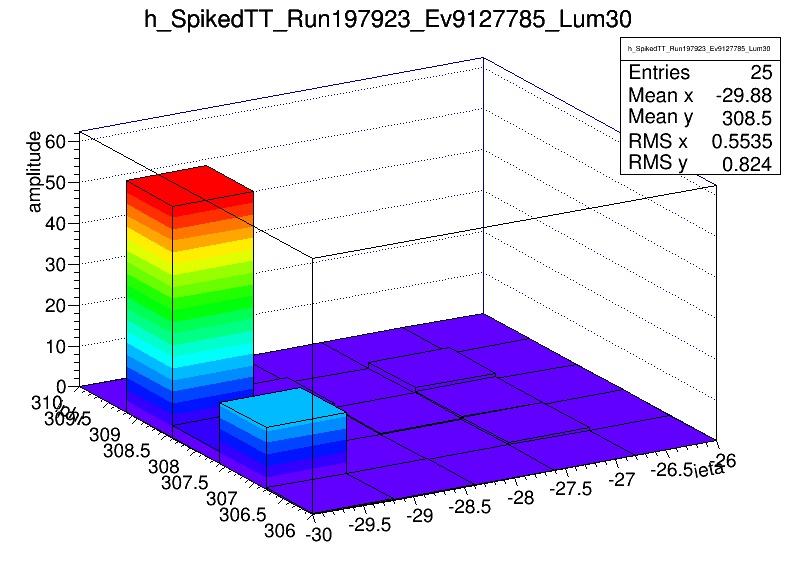 h_SpikedTT_Run197923_Ev9127785_Lum30
h_SpikedTT_Run197923_Ev9127785_Lum30
Entries 25
Mean x -29.88
Mean y 308.5
RMS x 0.5535
RMS y 0.824
amplitude
60
50
40
30
20
10
0
310
309.5
309
308.5
308
307.5
307
306.5
306
-30
-29.5
-29
-28.5
-28
-27.5
-27
-26.5
-26
ieta